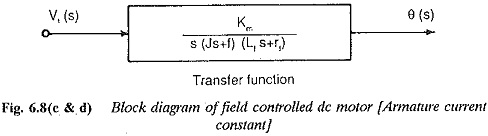 V_f (s)
K_m
θ (s)
s (Js+f) (L_f s+r_f)
Transfer function
Fig. 6.8(c & d) Block diagram of field controlled dc motor [Armature current
constant]